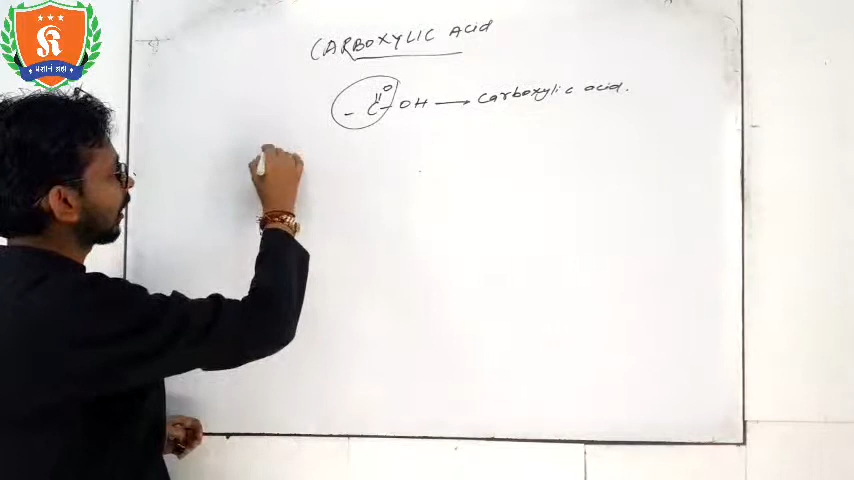 CARBOXYLIC ACid
O
- C - OH → Carboxylic acid.